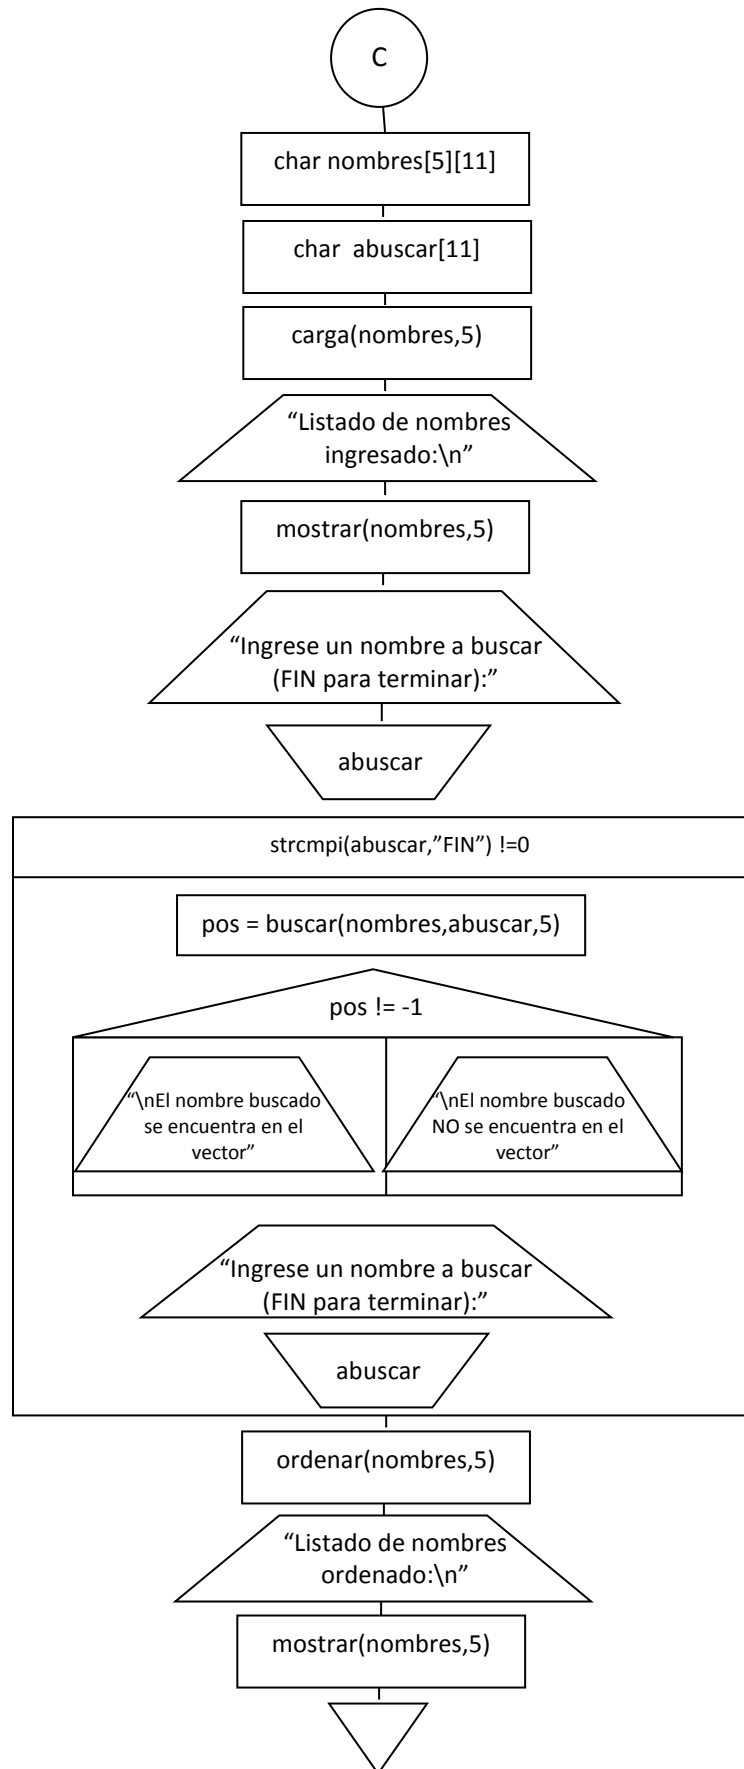 C
char nombres[5][11]
char  abuscar[11]
carga(nombres,5)
“Listado de nombres
ingresado:\n”
mostrar(nombres,5)
“Ingrese un nombre a buscar
(FIN para terminar):”
abuscar
strcmpi(abuscar,”FIN”) !=0
pos = buscar(nombres,abuscar,5)
pos != -1
“\nEl nombre buscado
se encuentra en el
vector”
“\nEl nombre buscado
NO se encuentra en el
vector”
“Ingrese un nombre a buscar
(FIN para terminar):”
abuscar
ordenar(nombres,5)
“Listado de nombres
ordenado:\n”
mostrar(nombres,5)